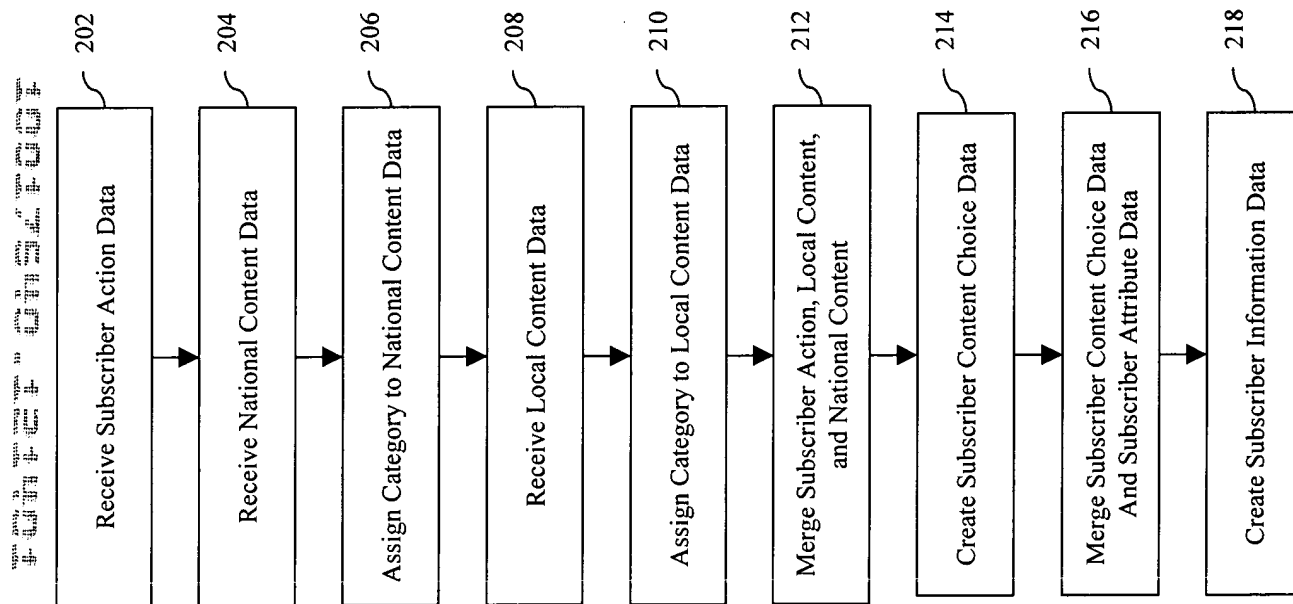 Receive Subscriber Action Data
202
Receive National Content Data
204
Assign Category to National Content Data
206
Receive Local Content Data
208
Assign Category to Local Content Data
210
Merge Subscriber Action, Local Content,
and National Content
212
Create Subscriber Content Choice Data
214
Merge Subscriber Content Choice Data
And Subscriber Attribute Data
216
Create Subscriber Information Data
218